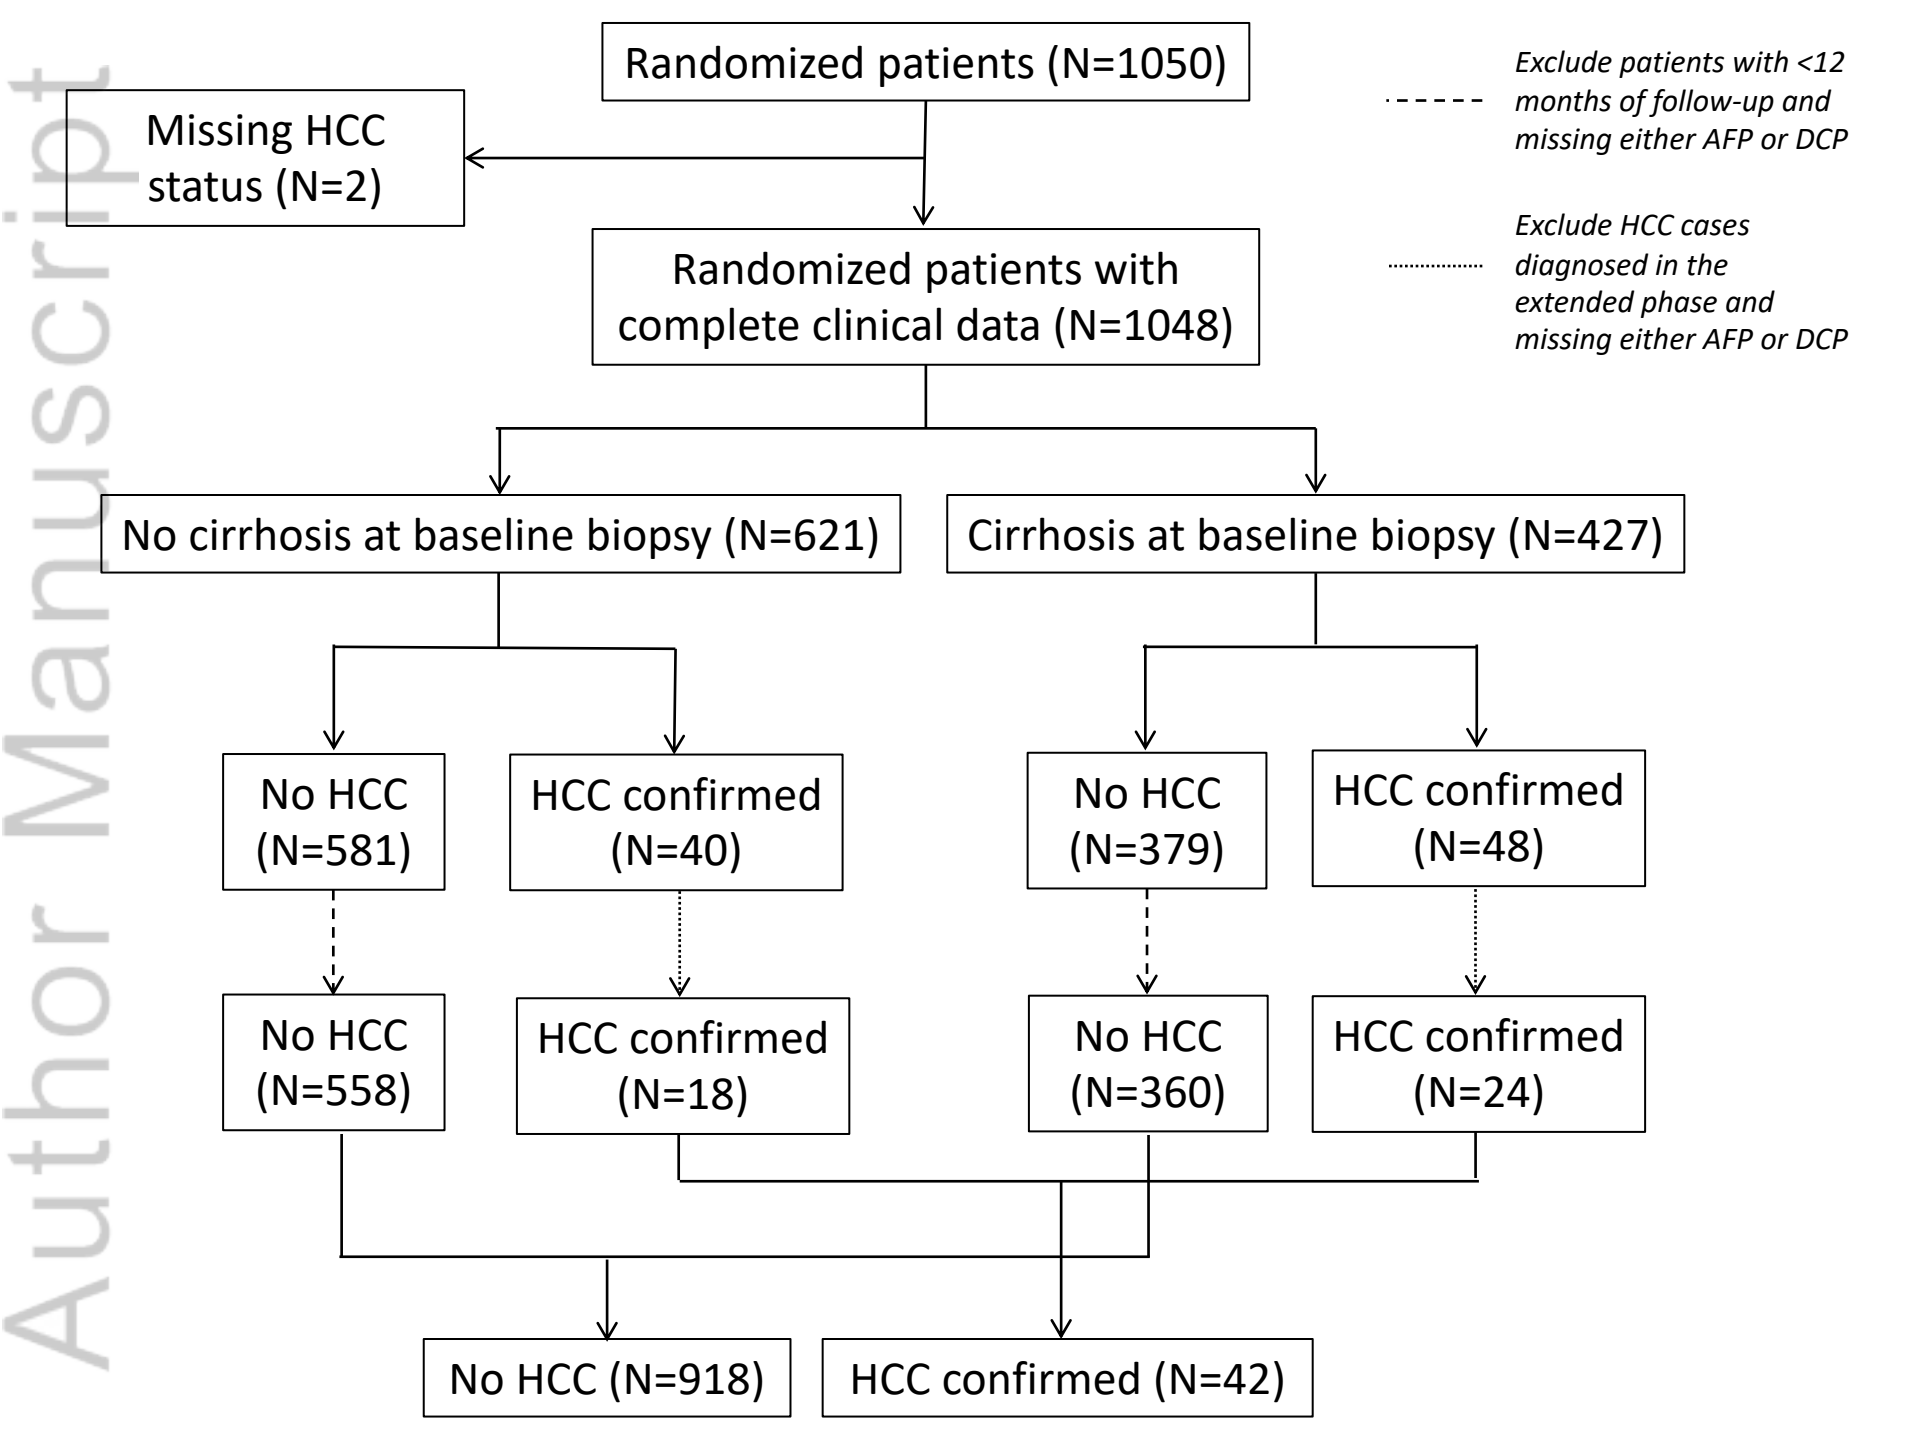 Author Manuscript
Randomized patients (N=1050)
Exclude patients with <12
months of follow-up and
missing either AFP or DCP
Missing HCC
status (N=2)
Exclude HCC cases
diagnosed in the
extended phase and
missing either AFP or DCP
Randomized patients with
complete clinical data (N=1048)
No cirrhosis at baseline biopsy (N=621)
Cirrhosis at baseline biopsy (N=427)
No HCC
(N=581)
HCC confirmed
(N=40)
No HCC
(N=379)
HCC confirmed
(N=48)
No HCC
(N=558)
HCC confirmed
(N=18)
No HCC
(N=360)
HCC confirmed
(N=24)
No HCC (N=918)
HCC confirmed (N=42)